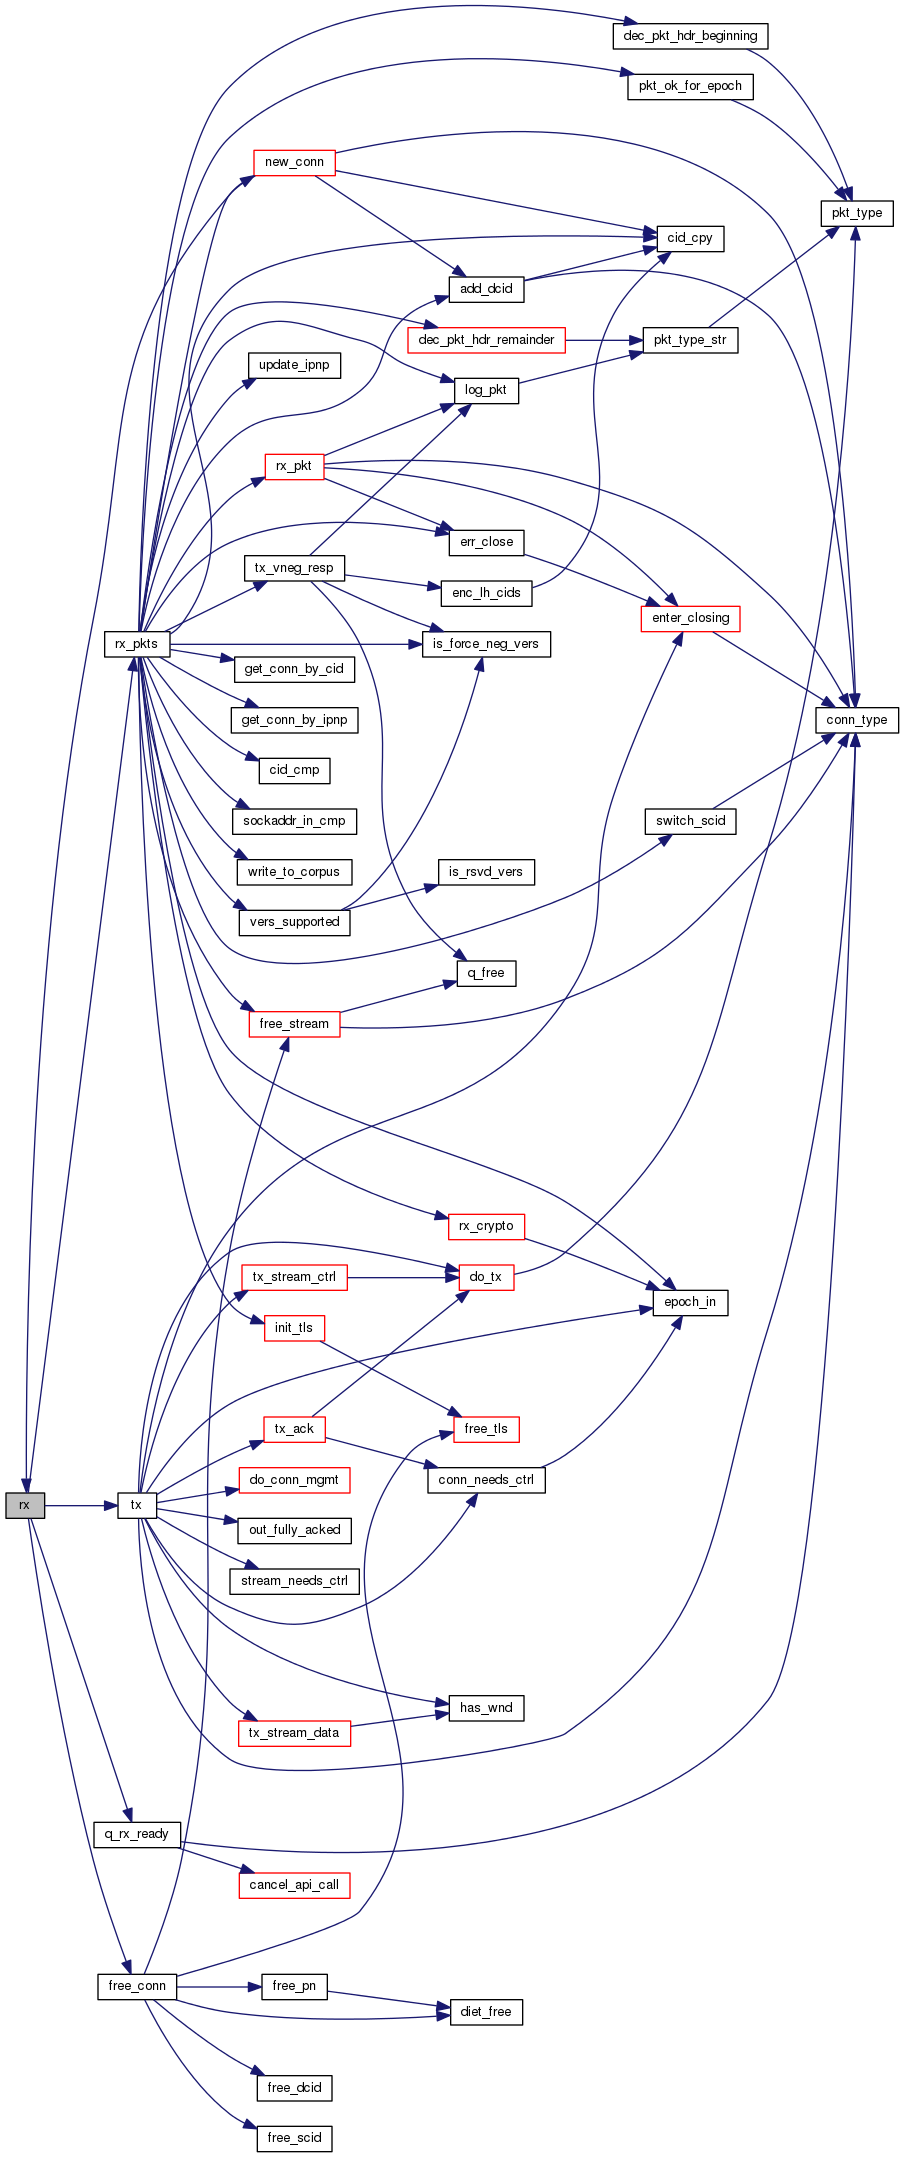 dec_pkt_hdr_beginning
pkt_ok_for_epoch
new_conn
pkt_type
cid_cpy
add_dcid
dec_pkt_hdr_remainder
pkt_type_str
update_ipnp
log_pkt
rx_pkt
err_close
tx_vneg_resp
enc_lh_cids
enter_closing
rx_pkts
is_force_neg_vers
get_conn_by_cid
get_conn_by_ipnp
conn_type
cid_cmp
sockaddr_in_cmp
switch_scid
write_to_corpus
is_rsvd_vers
vers_supported
q_free
free_stream
rx_crypto
tx_stream_ctrl
do_tx
epoch_in
init_tls
tx_ack
free_tls
do_conn_mgmt
conn_needs_ctrl
rx
tx
out_fully_acked
stream_needs_ctrl
has_wnd
tx_stream_data
q_rx_ready
cancel_api_call
free_conn
free_pn
diet_free
free_dcid
free_scid